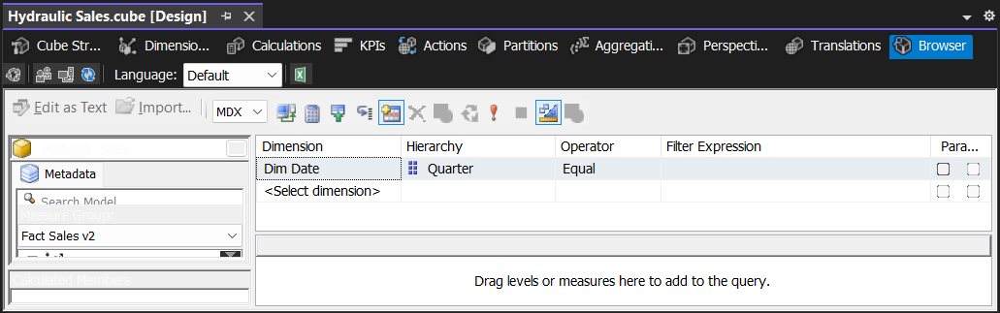 Hydraulic Sales.cube [Design]
Cube Str... Dimensio... Calculations KPIs Actions Partitions Aggregati... Perspecti... Translations Browser
Language: Default
Edit as Text Import... MDX
Dimension Hierarchy Operator Filter Expression Para...
Dim Date Quarter Equal
<Select dimension>
Metadata
Search Model
Measure Group:
Fact Sales v2
Calculated Members
Drag levels or measures here to add to the query.